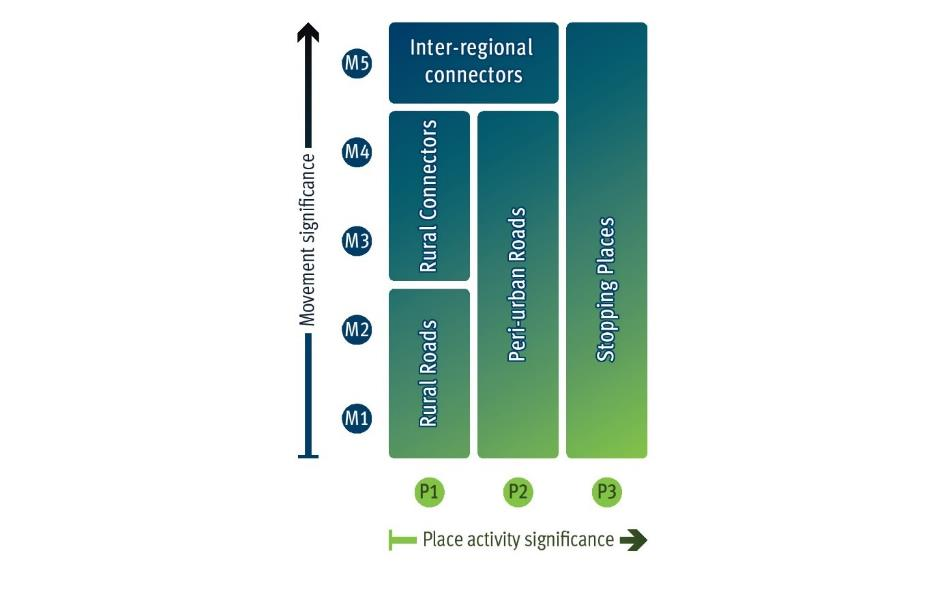 Inter-regional
connectors
M5
M4
M3
M2
M1
Movement significance
Rural Connectors
Rural Roads
Peri-urban Roads
Stopping Places
P1
P2
P3
Place activity significance